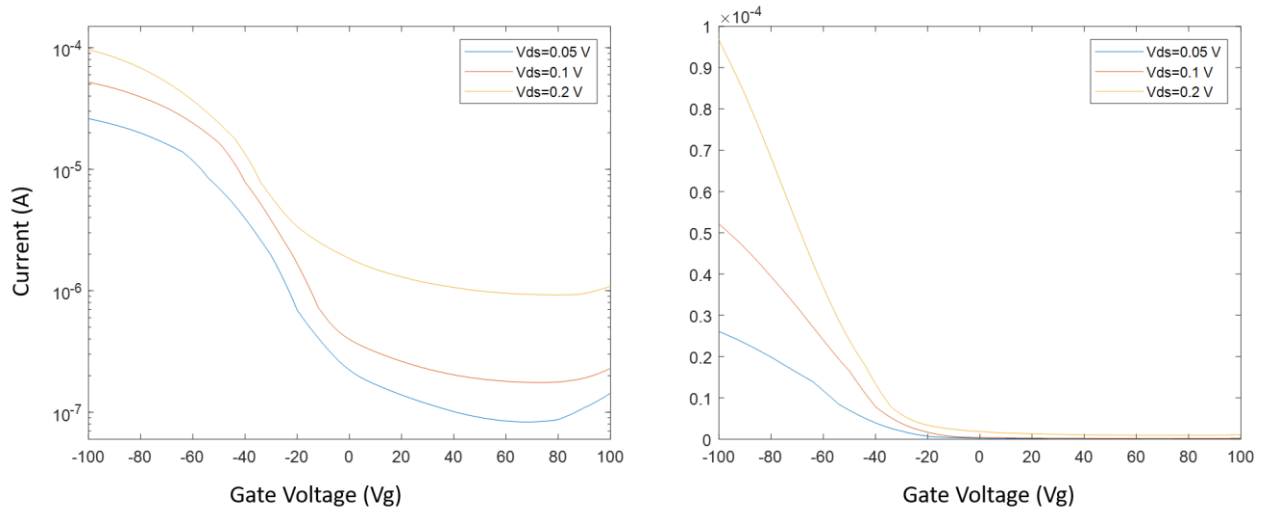 Current (A)
10^-4
10^-5
10^-6
10^-7
-100 -80 -60 -40 -20 0 20 40 60 80 100
Gate Voltage (Vg)
Vds=0.05 V
Vds=0.1 V
Vds=0.2 V
×10^-4
1
0.9
0.8
0.7
0.6
0.5
0.4
0.3
0.2
0.1
0
-100 -80 -60 -40 -20 0 20 40 60 80 100
Gate Voltage (Vg)
Vds=0.05 V
Vds=0.1 V
Vds=0.2 V